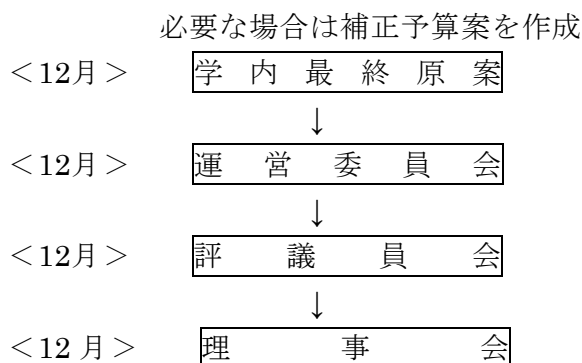 必要な場合は補正予算案を作成
＜12月＞ 学内最終原案
↓
＜12月＞ 運営委員会
↓
＜12月＞ 評議員会
↓
＜12 月＞ 理事会